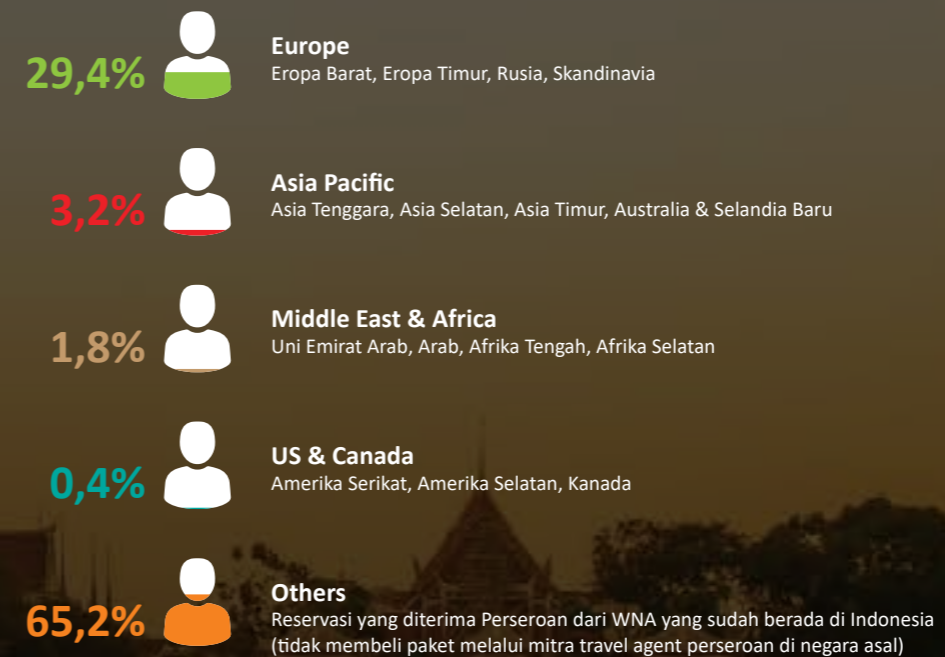 29,4%
Europe
Eropa Barat, Eropa Timur, Rusia, Skandinavia
3,2%
Asia Pacific
Asia Tenggara, Asia Selatan, Asia Timur, Australia & Selandia Baru
1,8%
Middle East & Africa
Uni Emirat Arab, Arab, Afrika Tengah, Afrika Selatan
0,4%
US & Canada
Amerika Serikat, Amerika Selatan, Kanada
65,2%
Others
Reservasi yang diterima Perseroan dari WNA yang sudah berada di Indonesia
(tidak membeli paket melalui mitra travel agent perseroan di negara asal)